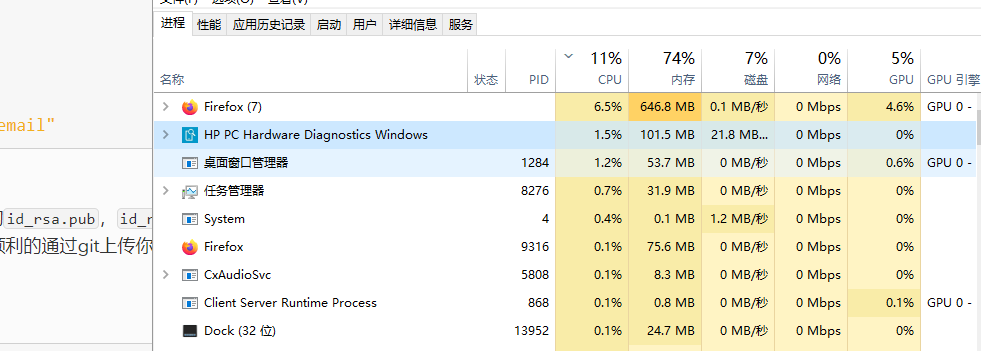 进程 性能 应用历史记录 启动 用户 详细信息 服务
11% 74% 7% 0% 5%
名称 状态 PID CPU 内存 磁盘 网络 GPU GPU 引擎
Firefox (7) 6.5% 646.8 MB 0.1 MB/秒 0 Mbps 4.6% GPU 0 -
email"
HP PC Hardware Diagnostics Windows 1.5% 101.5 MB 21.8 MB... 0 Mbps 0%
桌面窗口管理器 1284 1.2% 53.7 MB 0 MB/秒 0 Mbps 0.6% GPU 0 -
任务管理器 8276 0.7% 31.9 MB 0 MB/秒 0 Mbps 0%
id_rsa.pub, id_r
System 4 0.4% 0.1 MB 1.2 MB/秒 0 Mbps 0%
利的通过git上传你
Firefox 9316 0.1% 75.6 MB 0 MB/秒 0 Mbps 0%
CxAudioSvc 5808 0.1% 8.3 MB 0 MB/秒 0 Mbps 0%
Client Server Runtime Process 868 0.1% 0.8 MB 0 MB/秒 0 Mbps 0.1% GPU 0 -
Dock (32 位) 13952 0.1% 24.7 MB 0 MB/秒 0 Mbps 0%